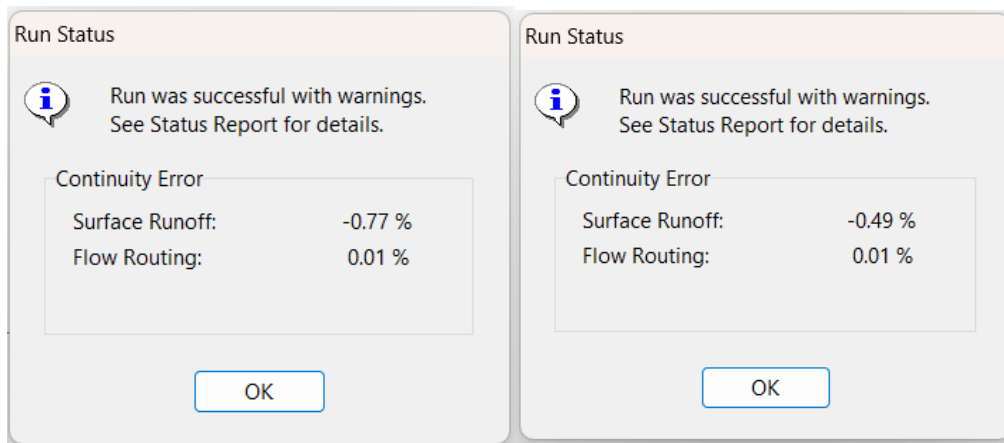 Run Status
Run was successful with warnings.
See Status Report for details.
Continuity Error
Surface Runoff: -0.77 %
Flow Routing: 0.01 %
OK
Run Status
Run was successful with warnings.
See Status Report for details.
Continuity Error
Surface Runoff: -0.49 %
Flow Routing: 0.01 %
OK